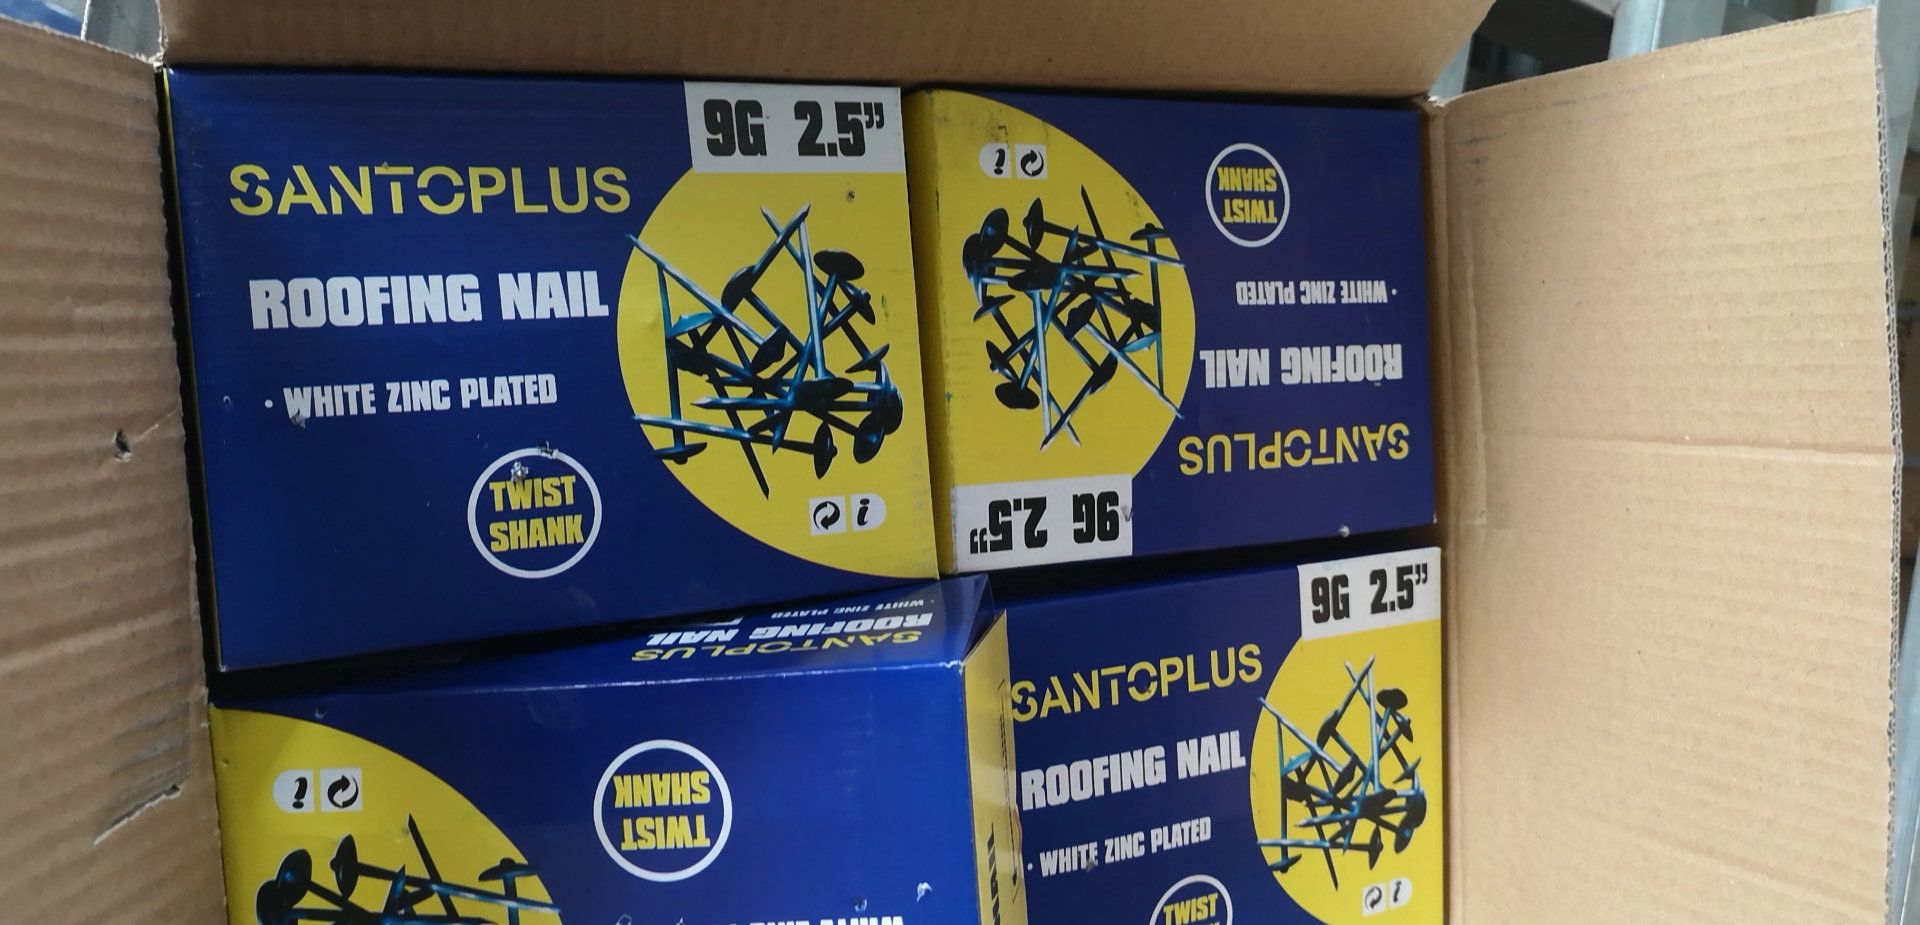 9G 2.5”
SANTOPLUS
ROOFING NAIL
• WHITE ZINC PLATED
TWIST
SHANK
i
9G 2.5”
SANTOPLUS
ROOFING NAIL
• WHITE ZINC PLATED
TWIST
SHANK
i
SANTOPLUS
ROOFING NAIL
• WHITE ZINC PLATED
TWIST
SHANK
i
9G 2.5”
SANTOPLUS
ROOFING NAIL
• WHITE ZINC PLATED
TWIST
i